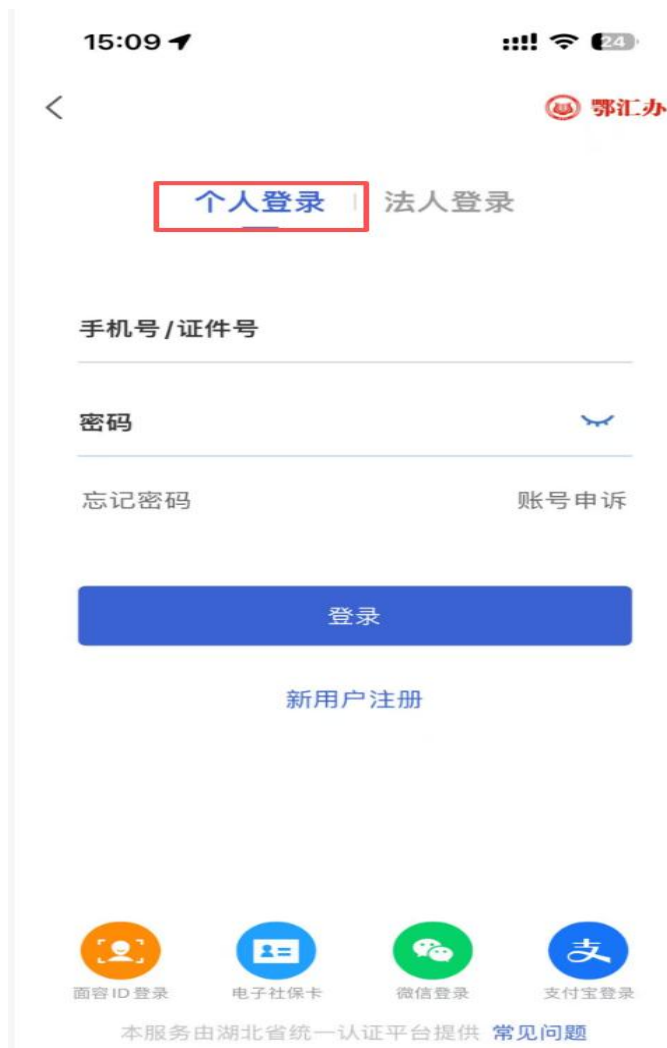 15:09
24
鄂汇办
个人登录 法人登录
手机号/证件号
密码
忘记密码 账号申诉
登录
新用户注册
面容ID登录 电子社保卡 微信登录 支付宝登录
本服务由湖北省统一认证平台提供 常见问题